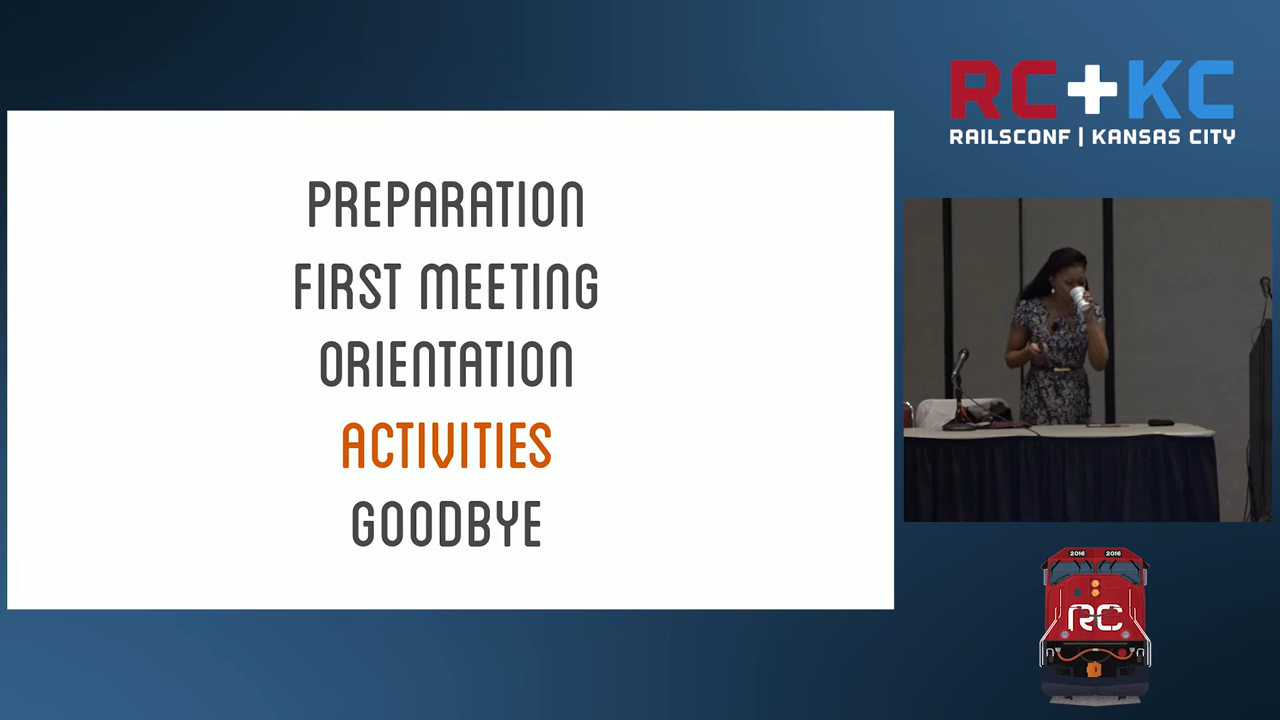 RC+KC
RAILSCONF | KANSAS CITY
PREPARATION
FIRST MEETING
ORIENTATION
ACTIVITIES
GOODBYE
2016 2016
RC